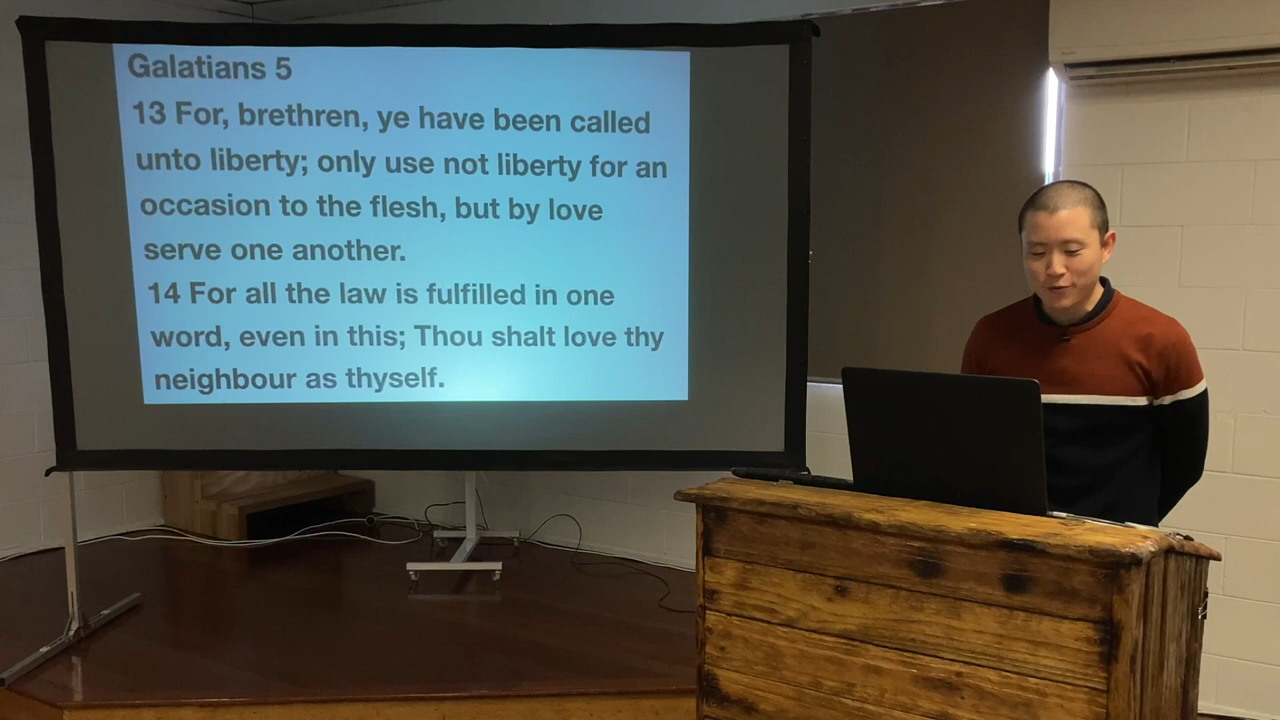 Galatians 5
13 For, brethren, ye have been called
unto liberty; only use not liberty for an
occasion to the flesh, but by love
serve one another.
14 For all the law is fulfilled in one
word, even in this; Thou shalt love thy
neighbour as thyself.